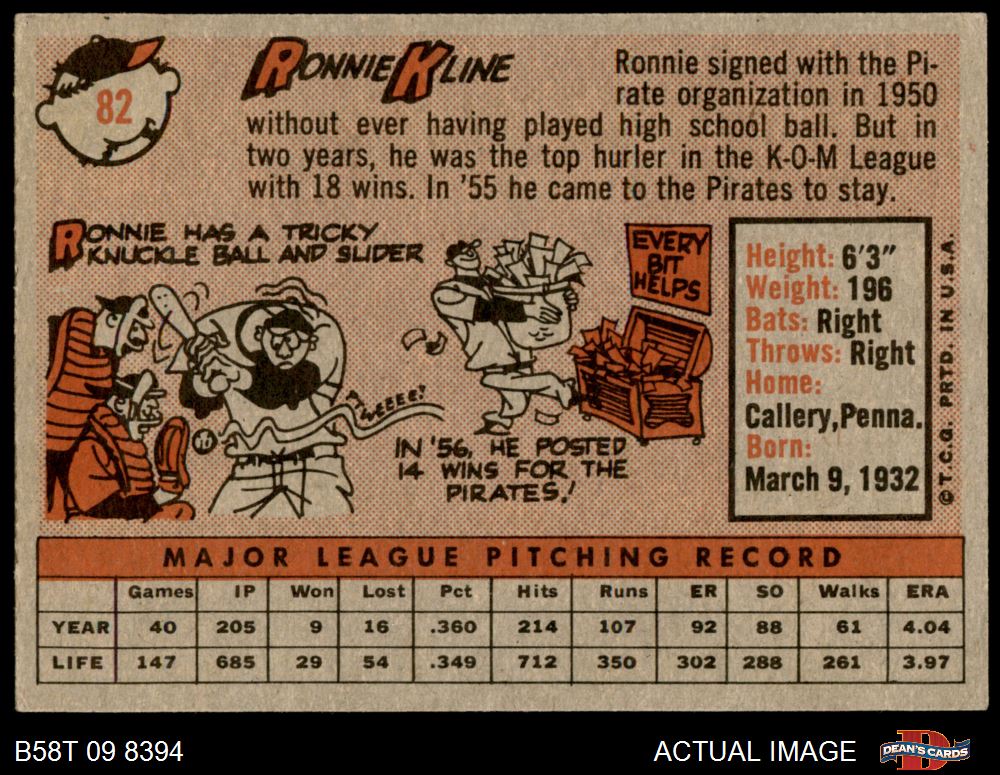 82
RONNIE KLINE
Ronnie signed with the Pi-
rate organization in 1950
without ever having played high school ball. But in
two years, he was the top hurler in the K-O-M League
with 18 wins. In '55 he came to the Pirates to stay.
RONNIE HAS A TRICKY
KNUCKLE BALL AND SLIDER
EVERY
BIT
HELPS
SWEEEE!
IN '56, HE POSTED
14 WINS FOR THE
PIRATES!
Height: 6'3"
Weight: 196
Bats: Right
Throws: Right
Home:
Callery, Penna.
Born:
March 9, 1932
© T.C.G. PRTD. IN U.S.A.
MAJOR LEAGUE PITCHING RECORD
Games IP Won Lost Pct Hits Runs ER SO Walks ERA
YEAR 40 205 9 16 .360 214 107 92 88 61 4.04
LIFE 147 685 29 54 .349 712 350 302 288 261 3.97
B58T 09 8394
ACTUAL IMAGE
DEAN'S CARDS